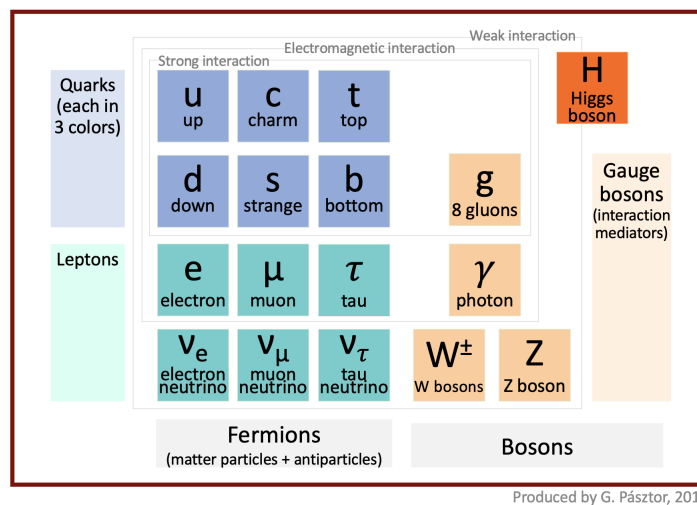 Weak interaction
Electromagnetic interaction
Strong interaction
Quarks
(each in
3 colors)
u
up
c
charm
t
top
H
Higgs
boson
d
down
s
strange
b
bottom
g
8 gluons
Gauge
bosons
(interaction
mediators)
Leptons
e
electron
μ
muon
τ
tau
γ
photon
νe
electron
neutrino
νμ
muon
neutrino
ντ
tau
neutrino
W±
W bosons
Z
Z boson
Fermions
(matter particles + antiparticles)
Bosons
Produced by G. Pásztor, 201